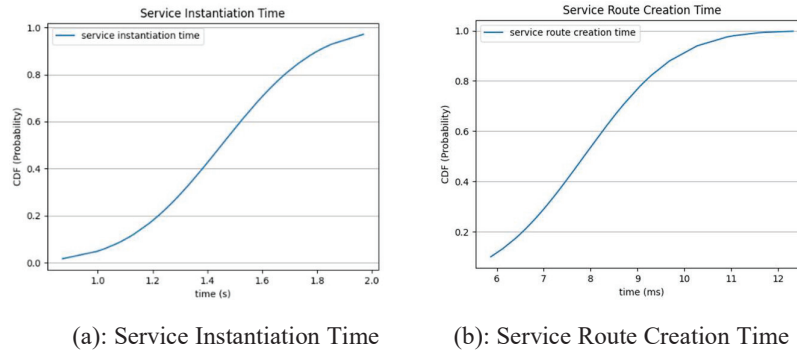 Service Instantiation Time
service instantiation time
CDF (Probability)
1.0
0.8
0.6
0.4
0.2
0.0
1.0 1.2 1.4 1.6 1.8 2.0
time (s)
(a): Service Instantiation Time
Service Route Creation Time
service route creation time
CDF (Probability)
1.0
0.8
0.6
0.4
0.2
6 7 8 9 10 11 12
time (ms)
(b): Service Route Creation Time